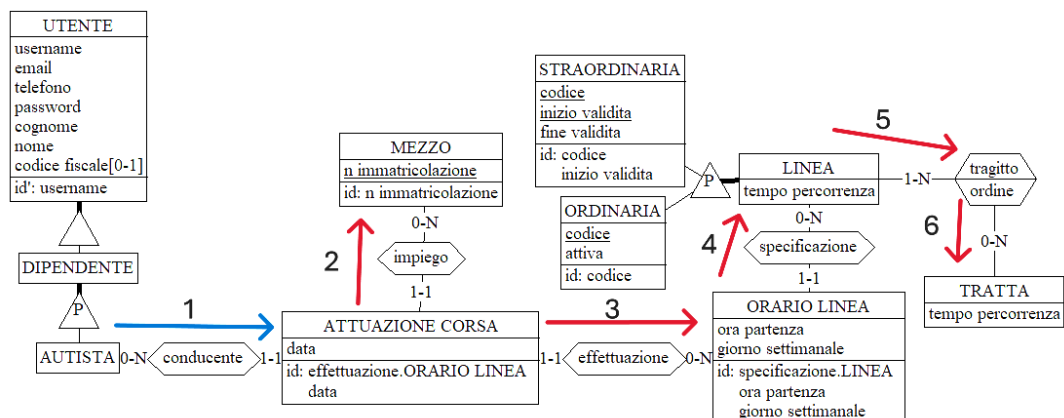 UTENTE
username
email
telefono
password
cognome
nome
codice fiscale[0-1]
id': username
DIPENDENTE
P
AUTISTA
0-N
conducente
1-1
1
MEZZO
n immatricolazione
id: n immatricolazione
0-N
2
impiego
1-1
ATTUAZIONE CORSA
data
id: effettuazione.ORARIO LINEA
data
3
1-1
effettuazione
0-N
STRAORDINARIA
codice
inizio validita
fine validita
id: codice
inizio validita
P
ORDINARIA
codice
attiva
id: codice
LINEA
tempo percorrenza
0-N
4
specificazione
1-1
ORARIO LINEA
ora partenza
giorno settimanale
id: specificazione.LINEA
ora partenza
giorno settimanale
5
1-N
tragitto
ordine
6
0-N
TRATTA
tempo percorrenza